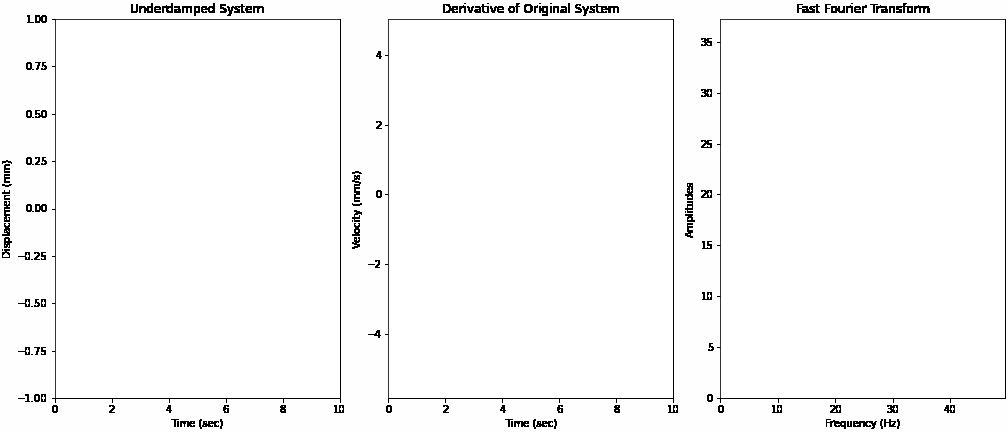 Underdamped System
1.00
0.75
0.50
0.25
0.00
−0.25
−0.50
−0.75
−1.00
Displacement (mm)
0 2 4 6 8 10
Time (sec)
Derivative of Original System
4
2
0
−2
−4
Velocity (mm/s)
0 2 4 6 8 10
Time (sec)
Fast Fourier Transform
35
30
25
20
15
10
5
0
Amplitudes
0 10 20 30 40
Frequency (Hz)